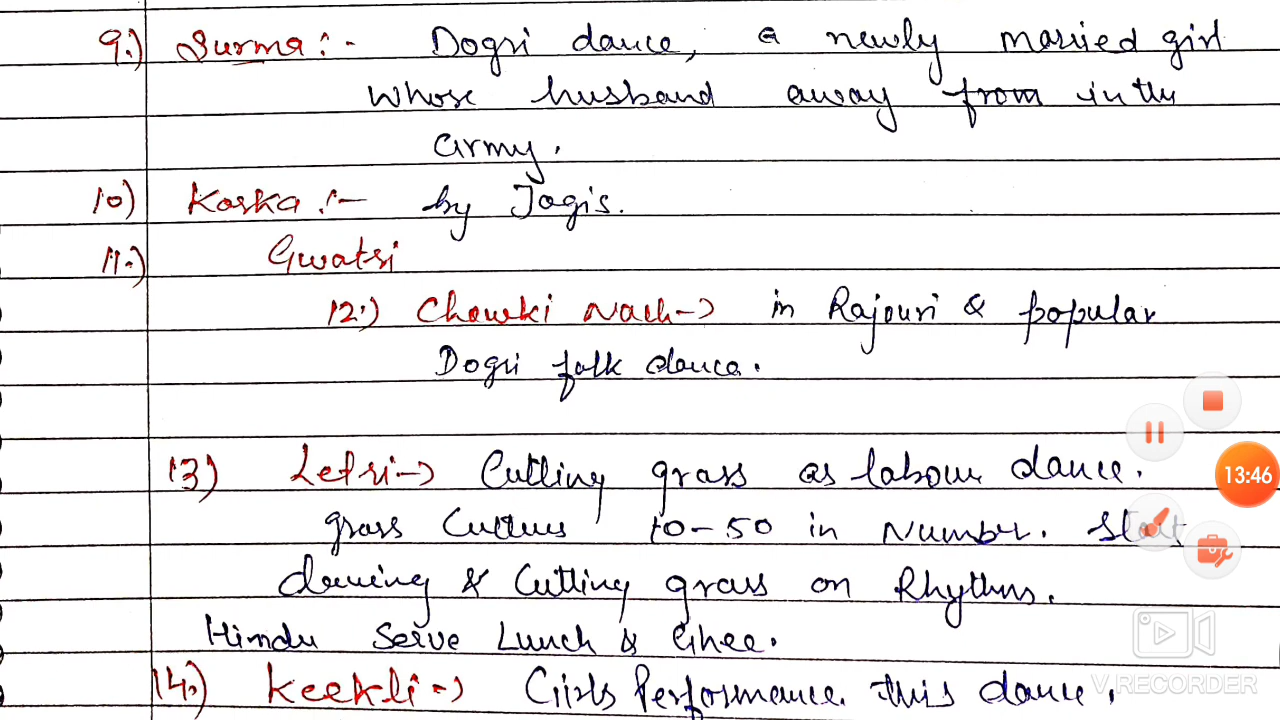 9.) Surma :- Dogri dance, a newly married girl
whose husband away from in the
army.
10) Karka :- by Jogis.
11.) Gwatri
12.) Chowki Nach -> in Rajouri & popular
Dogri folk dance.
13) Letri -> Cutting grass as labour dance.
grass Cutters 10-50 in Number. Start
dancing & Cutting grass on Rhythms.
Hindu Serve Lunch & Ghee.
14.) Keekli -> Girls Performance this dance.
13:46
V RECORDER